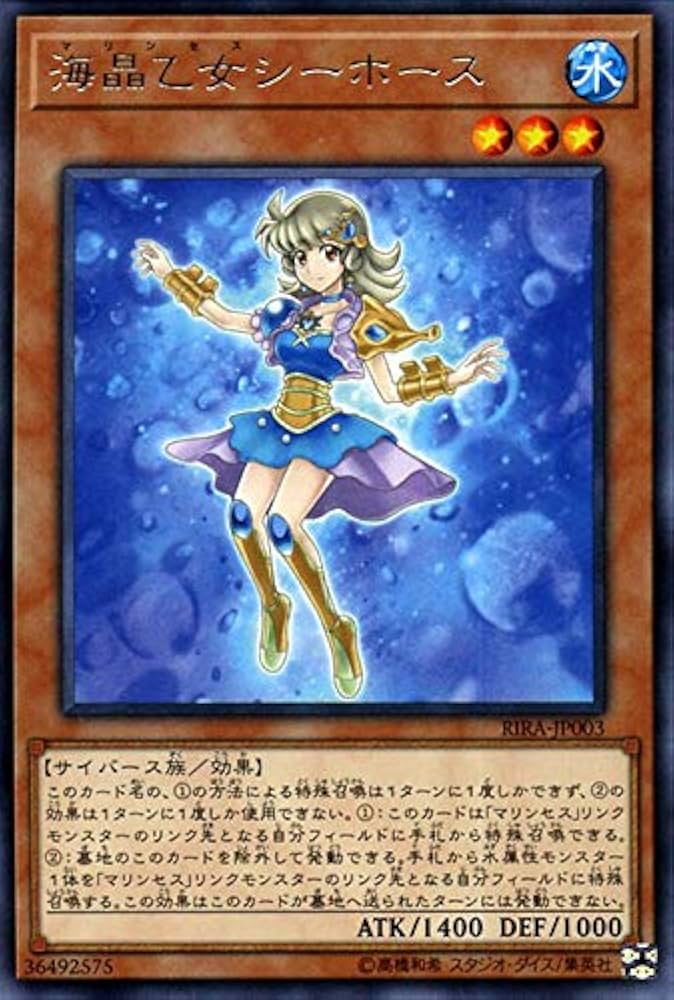 マリンセス
海晶乙女シーホース
水
RIRA-JP003
【サイバース族／効果】
このカード名の、①の方法による特殊召喚は1ターンに1度しかできず、②の
効果は1ターンに1度しか使用できない。①：このカードは「マリンセス」リンク
モンスターのリンク先となる自分フィールドに手札から特殊召喚できる。
②：墓地のこのカードを除外して発動できる。手札から水属性モンスター
1体を「マリンセス」リンクモンスターのリンク先となる自分フィールドに特殊
召喚する。この効果はこのカードが墓地へ送られたターンには発動できない。
ATK/1400 DEF/1000
36492575 ©高橋和希 スタジオ・ダイス/集英社